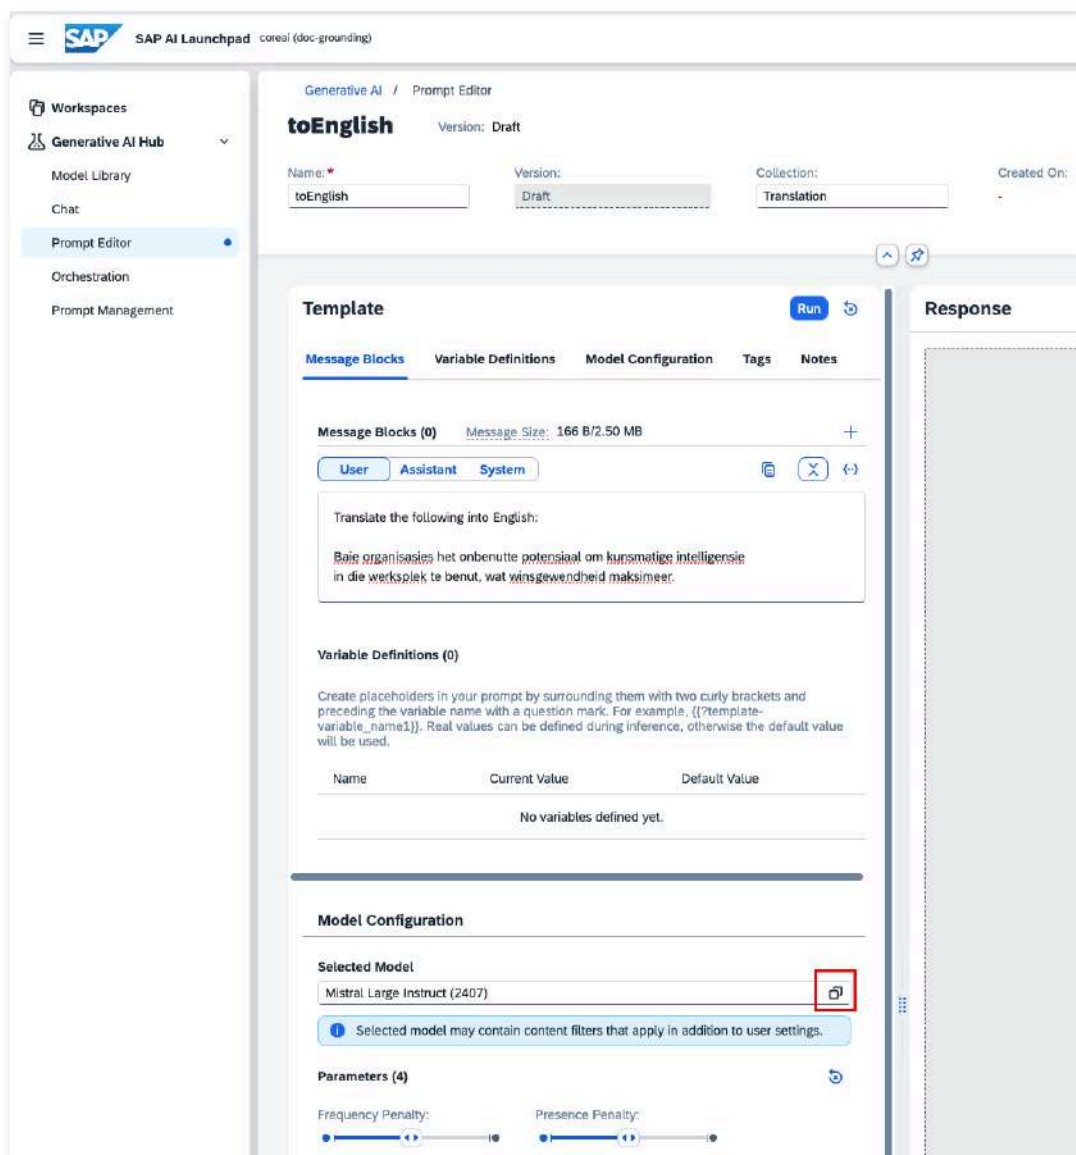 SAP
SAP AI Launchpad coreai (doc-grounding)
Workspaces
Generative AI Hub
Model Library
Chat
Prompt Editor
Orchestration
Prompt Management
Generative AI / Prompt Editor
toEnglish Version: Draft
Name:* Version: Collection: Created On:
toEnglish Draft Translation -
Template Run
Message Blocks Variable Definitions Model Configuration Tags Notes
Message Blocks (0) Message Size: 166 B/2.50 MB
User Assistant System
Translate the following into English:
Baie organisasies het onbenutte potensiaal om kunsmatige intelligensie
in die werksplek te benut, wat winsgewendheid maksimeer.
Variable Definitions (0)
Create placeholders in your prompt by surrounding them with two curly brackets and
preceding the variable name with a question mark. For example, {{?template-
variable_name1}}. Real values can be defined during inference, otherwise the default value
will be used.
Name Current Value Default Value
No variables defined yet.
Model Configuration
Selected Model
Mistral Large Instruct (2407)
Selected model may contain content filters that apply in addition to user settings.
Parameters (4)
Frequency Penalty: Presence Penalty:
Response